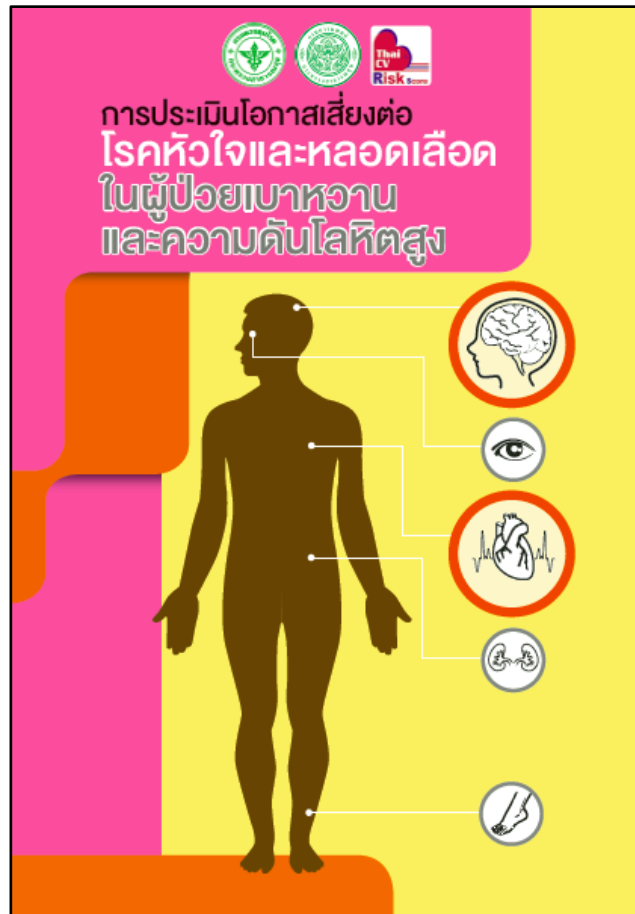 Thai
CV
Risk Score
การประเมินโอกาสเสี่ยงต่อ
โรคหัวใจและหลอดเลือด
ในผู้ป่วยเบาหวาน
และความดันโลหิตสูง